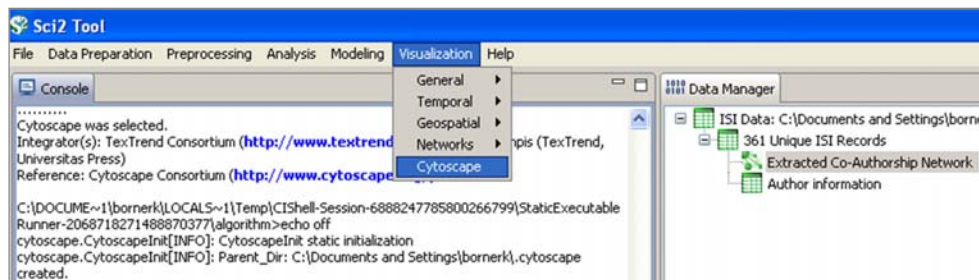 Sci2 Tool
File Data Preparation Preprocessing Analysis Modeling Visualization Help
Console
General
Temporal
Geospatial
Networks
Cytoscape
..........
Cytoscape was selected.
Integrator(s): TexTrend Consortium (http://www.textrend (TexTrend,
Universitas Press)
Reference: Cytoscape Consortium (http://www.cytoscape
C:\DOCUME~1\bornerk\LOCALS~1\Temp\CIShell-Session-6888247785800266799\StaticExecutable
Runner-2068718271488870377\algorithm>echo off
cytoscape.CytoscapeInit[INFO]: CytoscapeInit static initialization
cytoscape.CytoscapeInit[INFO]: Parent_Dir: C:\Documents and Settings\bornerk\.cytoscape
created.
Data Manager
ISI Data: C:\Documents and Settings\borne
361 Unique ISI Records
Extracted Co-Authorship Network
Author information